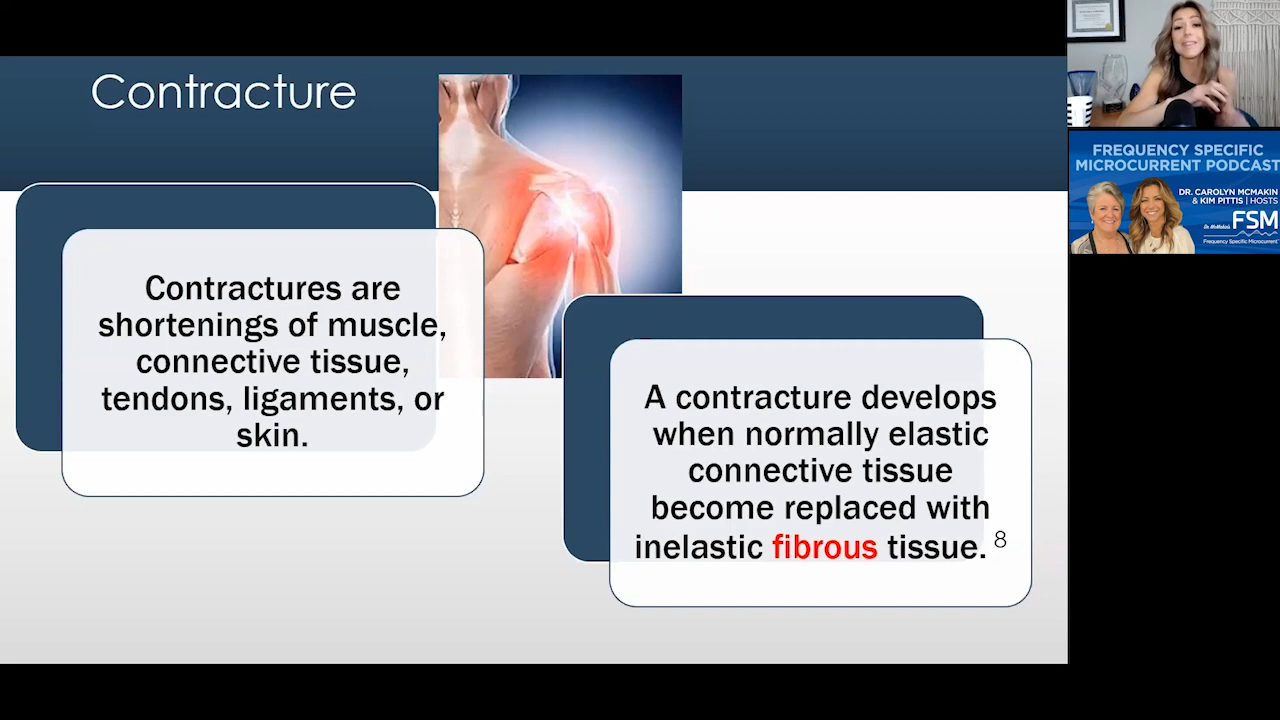 Contracture
Contractures are
shortenings of muscle,
connective tissue,
tendons, ligaments, or
skin.
A contracture develops
when normally elastic
connective tissue
become replaced with
inelastic fibrous tissue. 8
FREQUENCY SPECIFIC
MICROCURRENT PODCAST
DR. CAROLYN MCMAKIN
& KIM PITTIS | HOSTS
Dr. McMakin's FSM
Frequency Specific Microcurrent